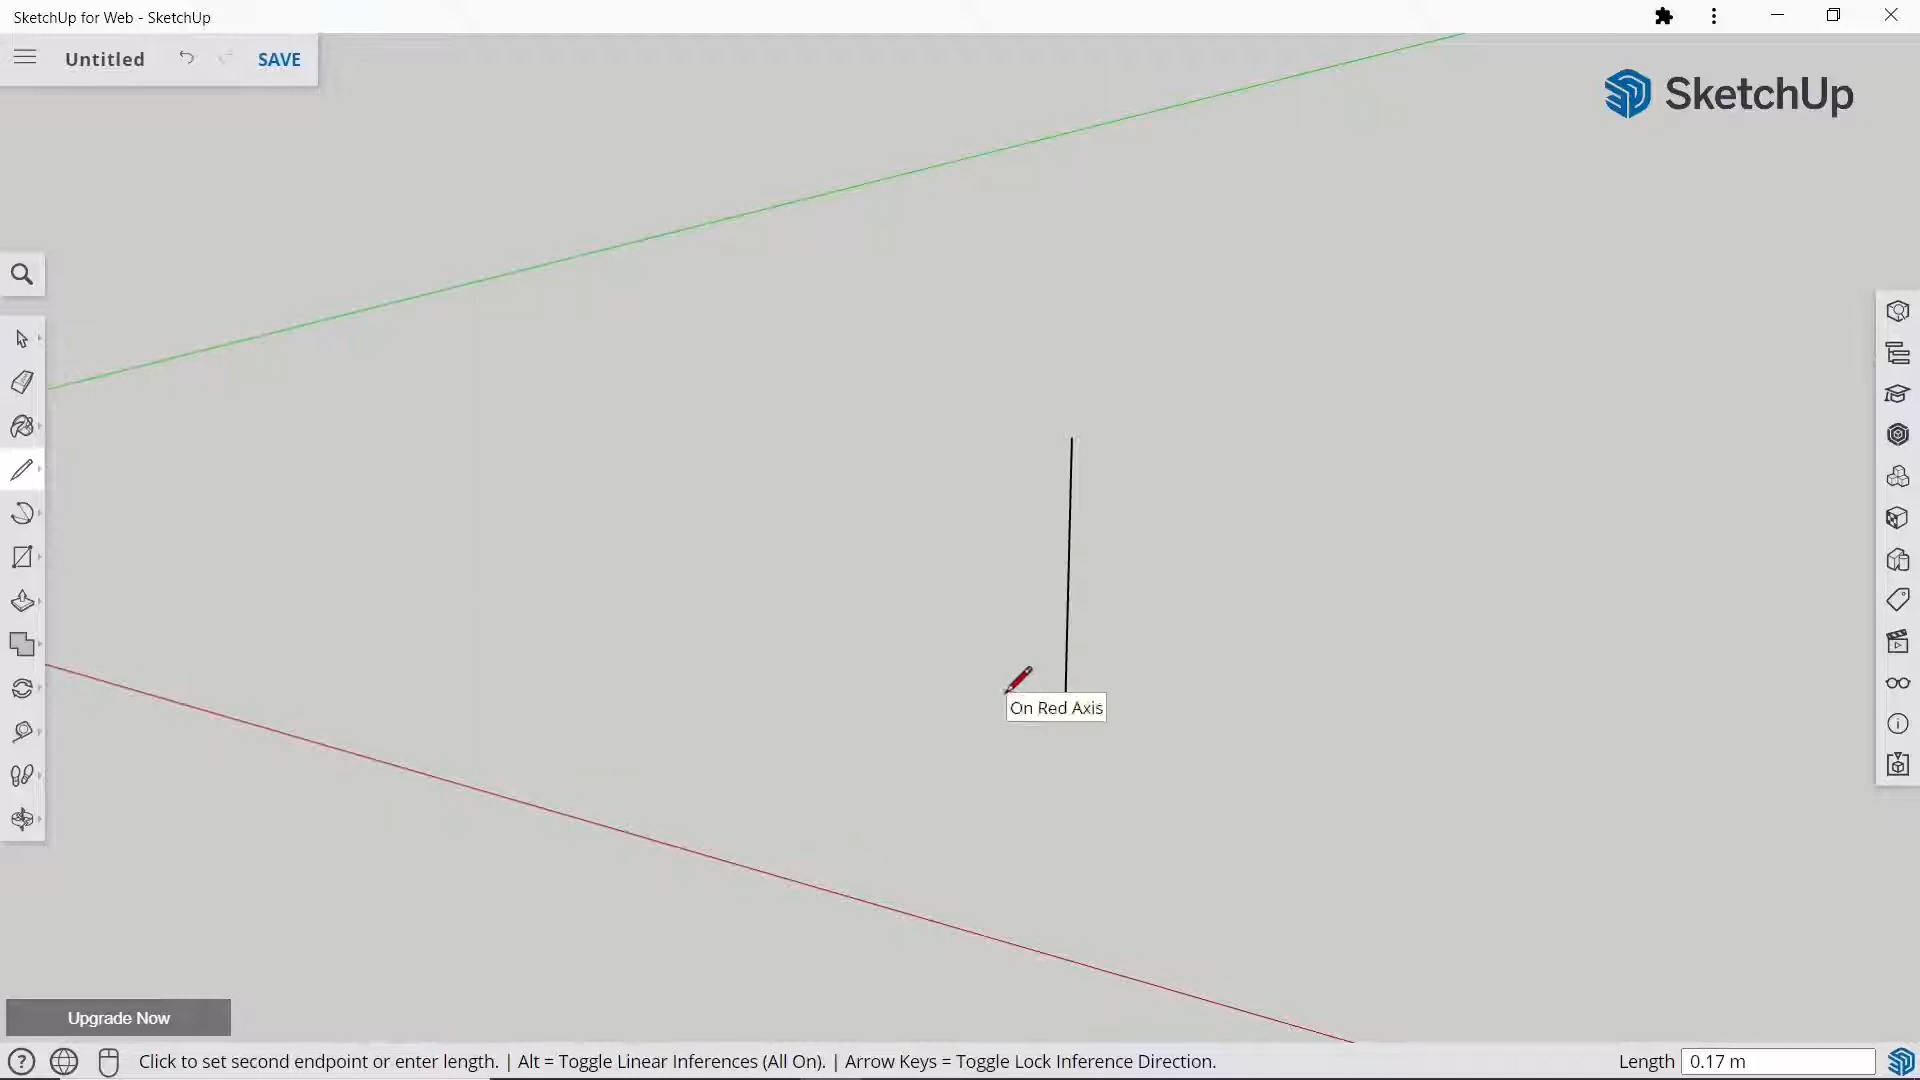 SketchUp for Web - SketchUp
Untitled
SAVE
SketchUp
On Red Axis
Upgrade Now
Click to set second endpoint or enter length. | Alt = Toggle Linear Inferences (All On). | Arrow Keys = Toggle Lock Inference Direction.
Length 0.17 m